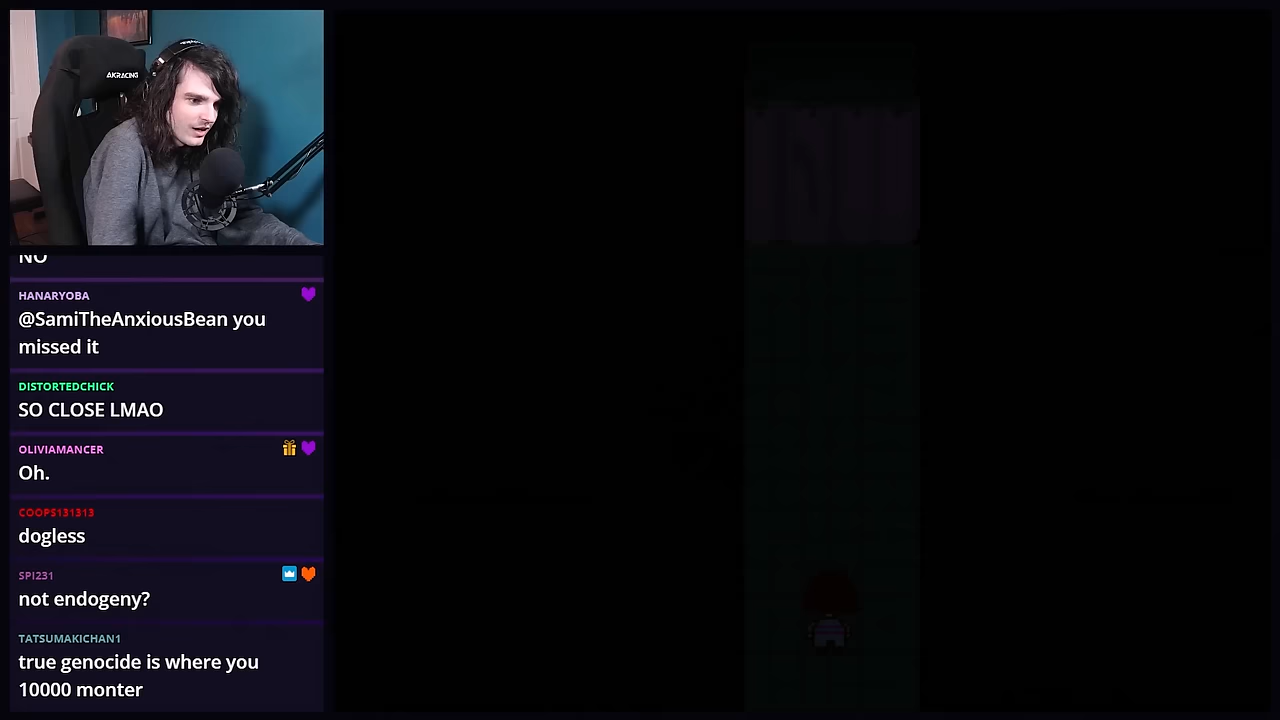 AKRACING
NO
HANARYOBA
@SamiTheAnxiousBean you
missed it
DISTORTEDCHICK
SO CLOSE LMAO
OLIVIAMANCER
Oh.
COOPS131313
dogless
SPI231
not endogeny?
TATSUMAKICHAN1
true genocide is where you
10000 monter